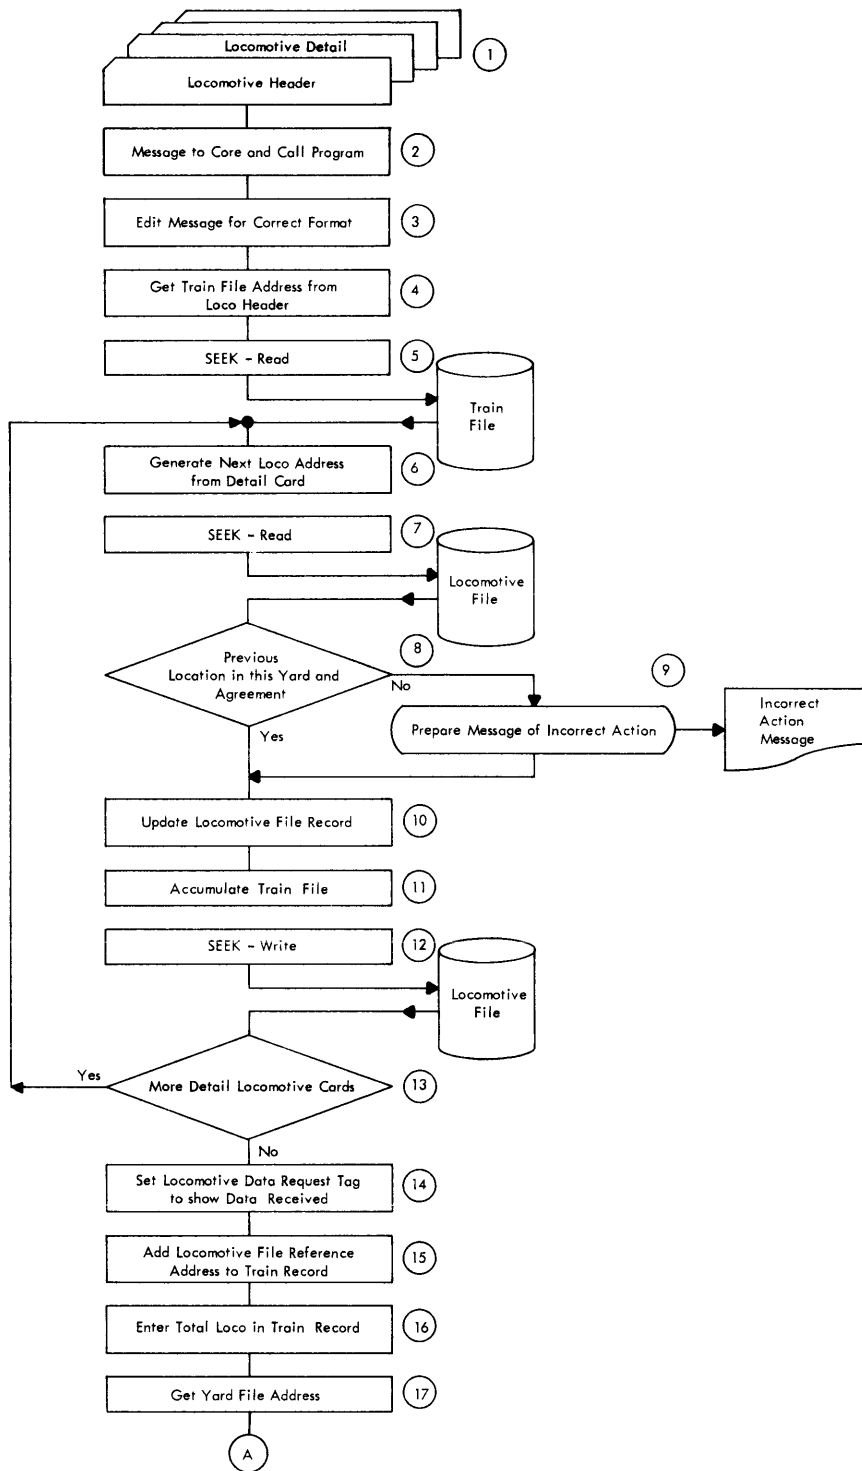 Locomotive Detail
1
Locomotive Header
Message to Core and Call Program
2
Edit Message for Correct Format
3
Get Train File Address from
Loco Header
4
SEEK - Read
5
Train
File
Generate Next Loco Address
from Detail Card
6
SEEK - Read
7
Locomotive
File
8
Previous
Location in this Yard and
Agreement
No
9
Yes
Prepare Message of Incorrect Action
Incorrect
Action
Message
Update Locomotive File Record
10
Accumulate Train File
11
SEEK - Write
12
Locomotive
File
Yes
More Detail Locomotive Cards
13
No
Set Locomotive Data Request Tag
to show Data Received
14
Add Locomotive File Reference
Address to Train Record
15
Enter Total Loco in Train Record
16
Get Yard File Address
17
A